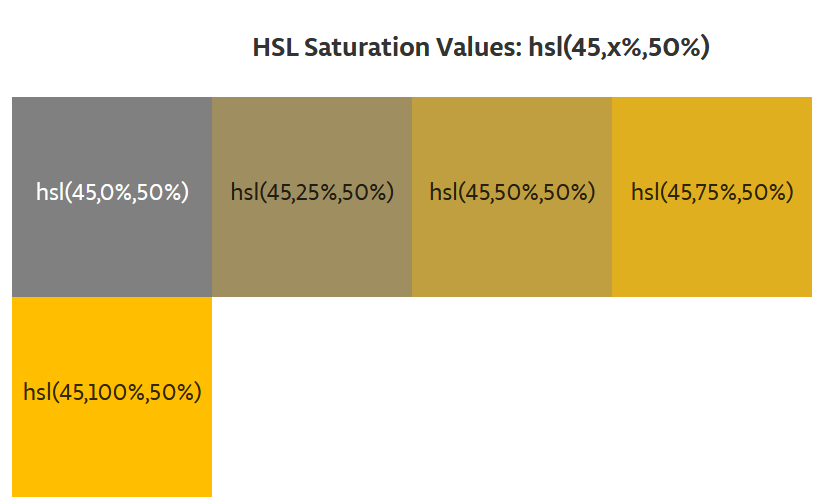 HSL Saturation Values: hsl(45,x%,50%)
hsl(45,0%,50%)
hsl(45,25%,50%)
hsl(45,50%,50%)
hsl(45,75%,50%)
hsl(45,100%,50%)